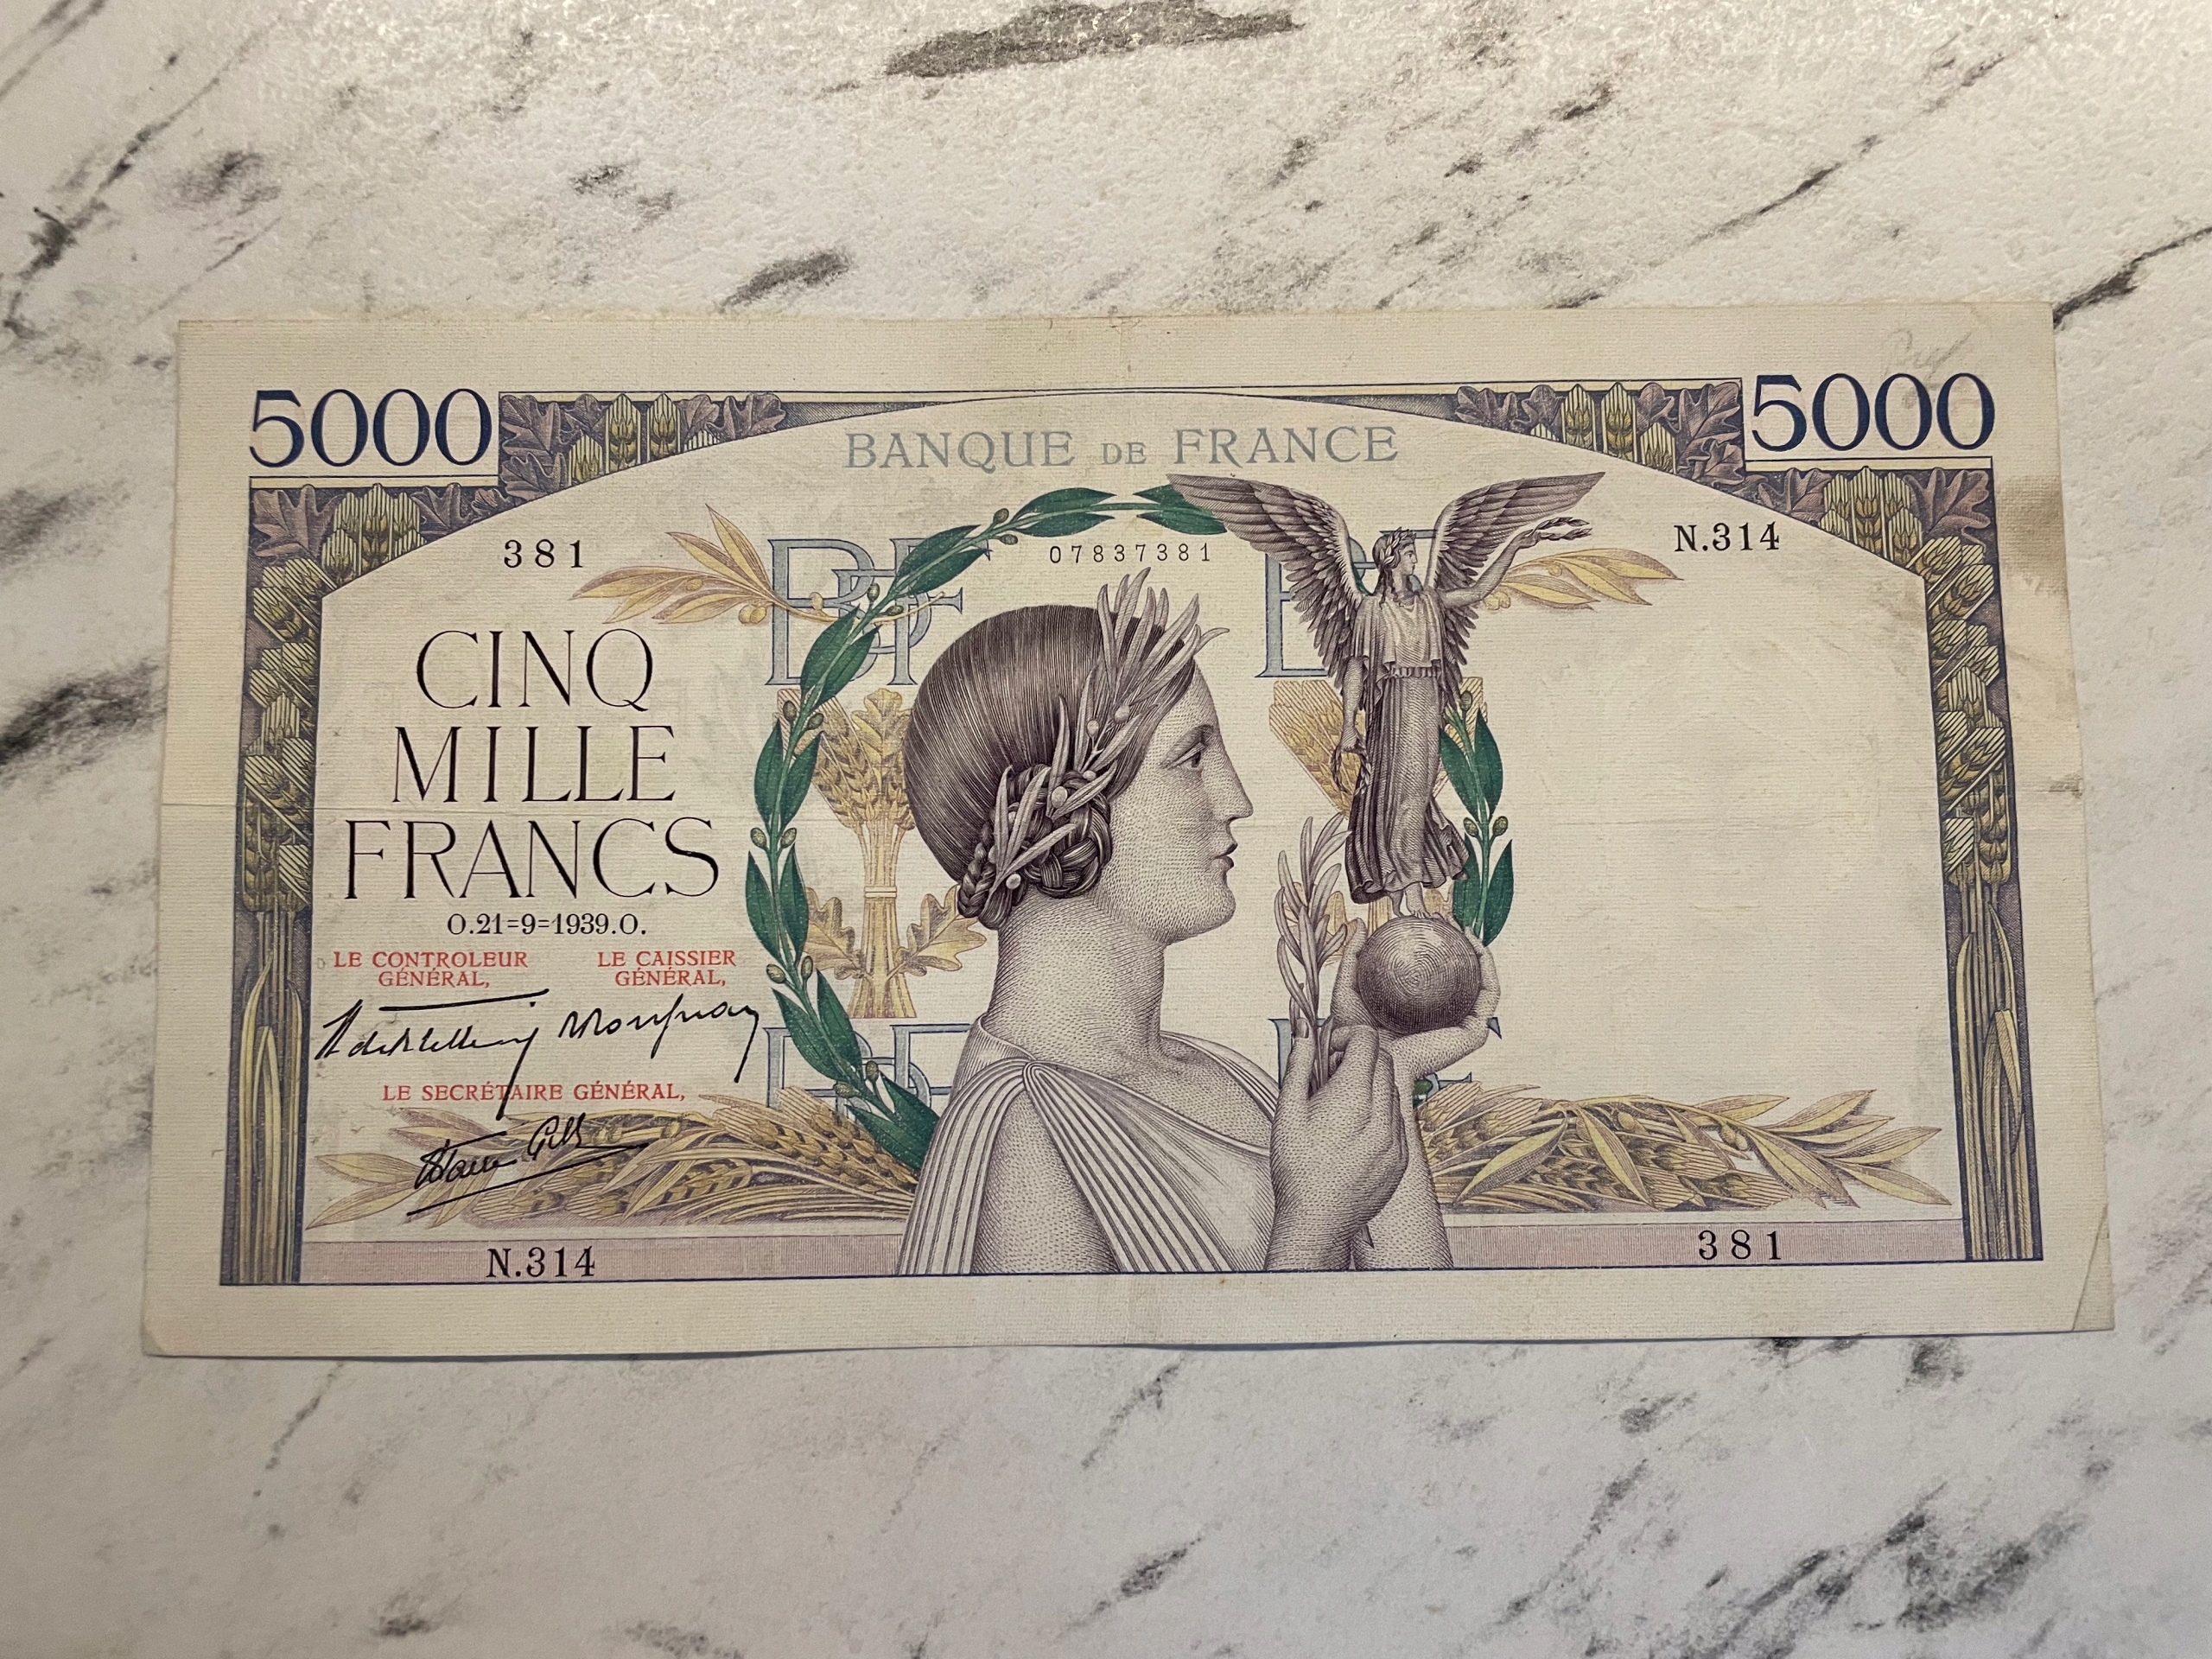 5000 5000
BANQUE DE FRANCE
381 07837381 N.314
CINQ
MILLE
FRANCS
O.21=9=1939.O.
LE CONTROLEUR GÉNÉRAL,
LE CAISSIER GÉNÉRAL,
LE SECRÉTAIRE GÉNÉRAL,
N.314 381